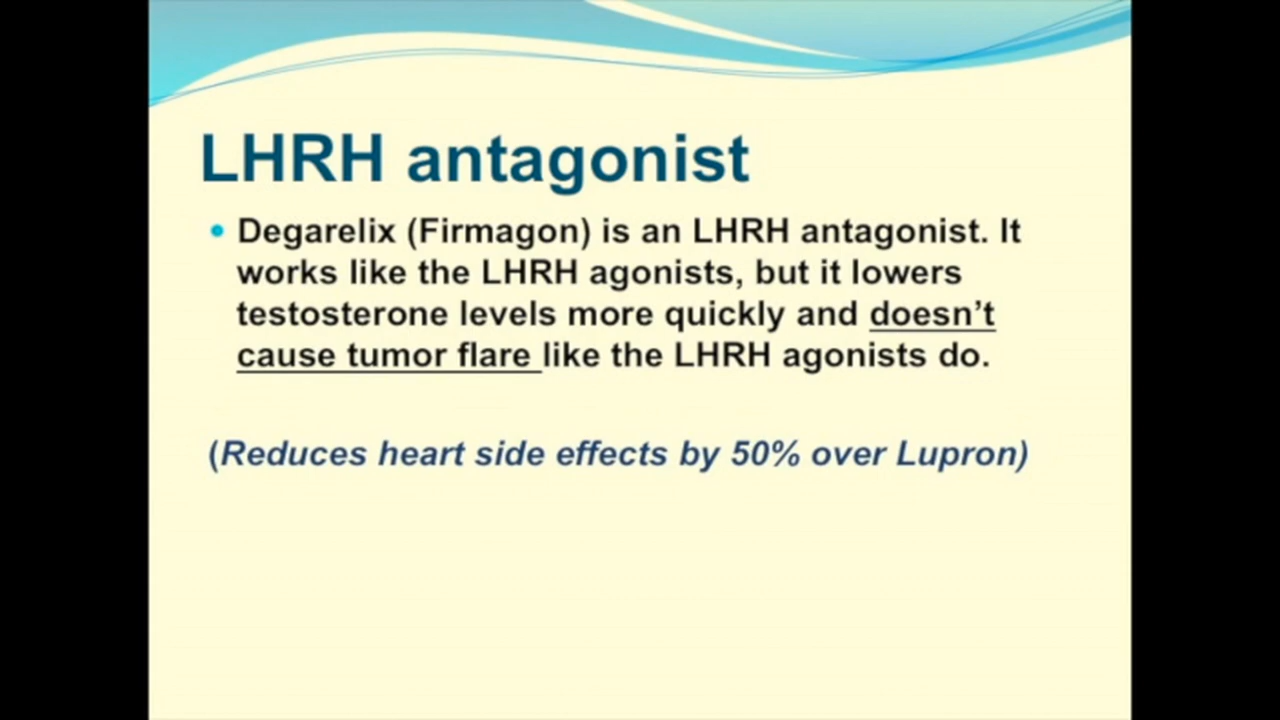 LHRH antagonist
• Degarelix (Firmagon) is an LHRH antagonist. It
works like the LHRH agonists, but it lowers
testosterone levels more quickly and doesn’t
cause tumor flare like the LHRH agonists do.
(Reduces heart side effects by 50% over Lupron)